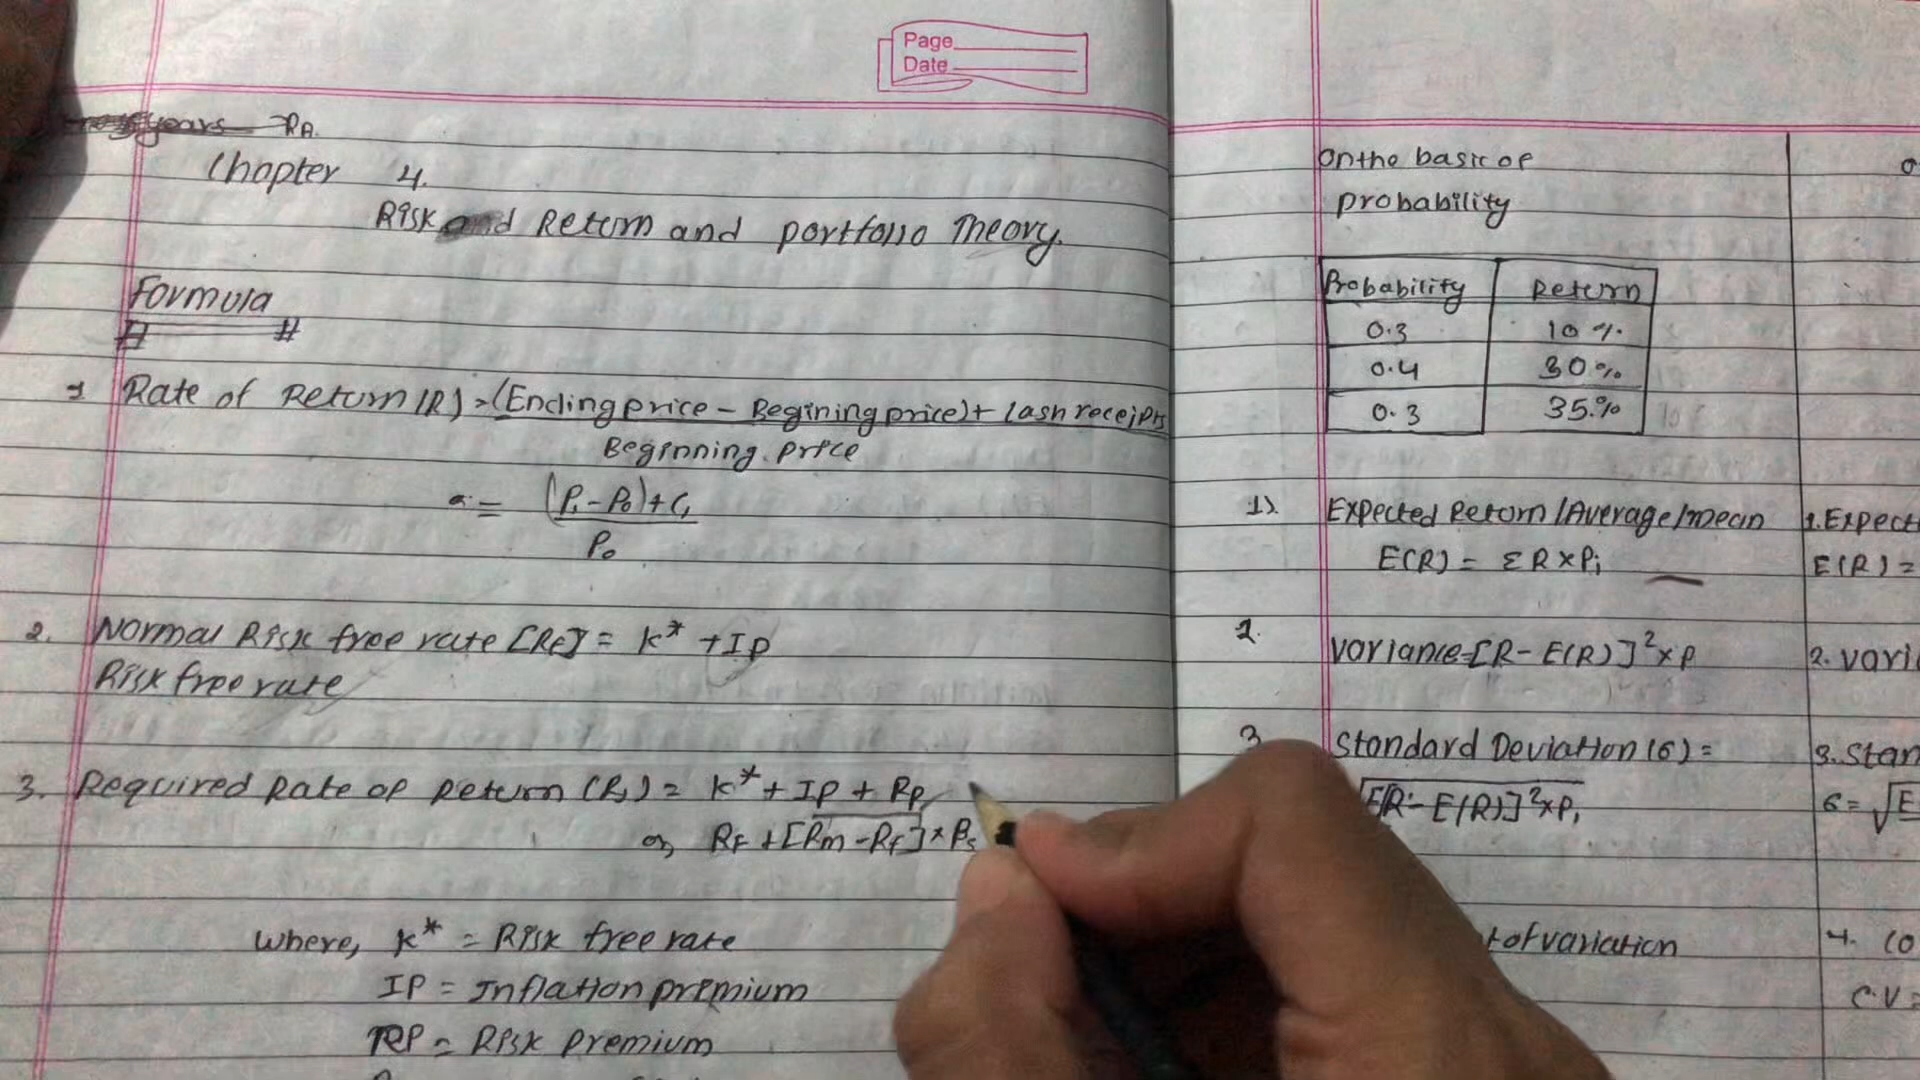 Page
Date
years RA.
Chapter 4.
Risk and Return and portfolio Theory.
Formula
1 Rate of Return (R) = (Ending price - Begining price) + Cash receipts
Beginning price
= (P₁ - P₀) + C₁
P₀
2. Normal Risk free rate [RF] = k* + IP
Risk free rate
3. Required Rate of Return (Rs) = k* + IP + RP
or, RF + [Rm - RF] × βs
Where, k* = Risk free rate
IP = Inflation premium
RP = Risk premium
On the basic of
probability
Probability Return
0.3 10%
0.4 30%
0.3 35%
1). Expected Return/Average/mean
E(R) = ΣR×Pi
2. Variance = [R - E(R)]²×P
3. Standard Deviation (6) =
[R - E(R)]²×Pi
t of variation
1. Expect
E(R) =
2. Vari
3. Stan
6 = √Σ
4. Co
C.V =